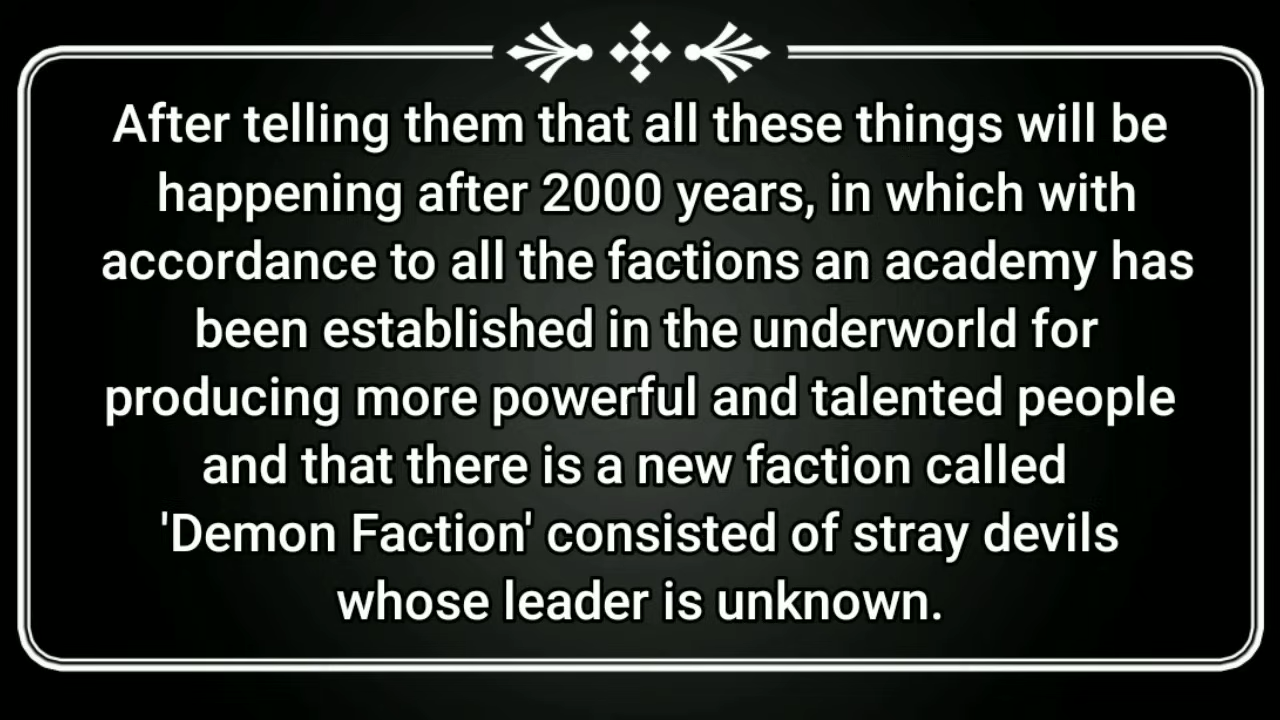 After telling them that all these things will be
happening after 2000 years, in which with
accordance to all the factions an academy has
been established in the underworld for
producing more powerful and talented people
and that there is a new faction called
'Demon Faction' consisted of stray devils
whose leader is unknown.